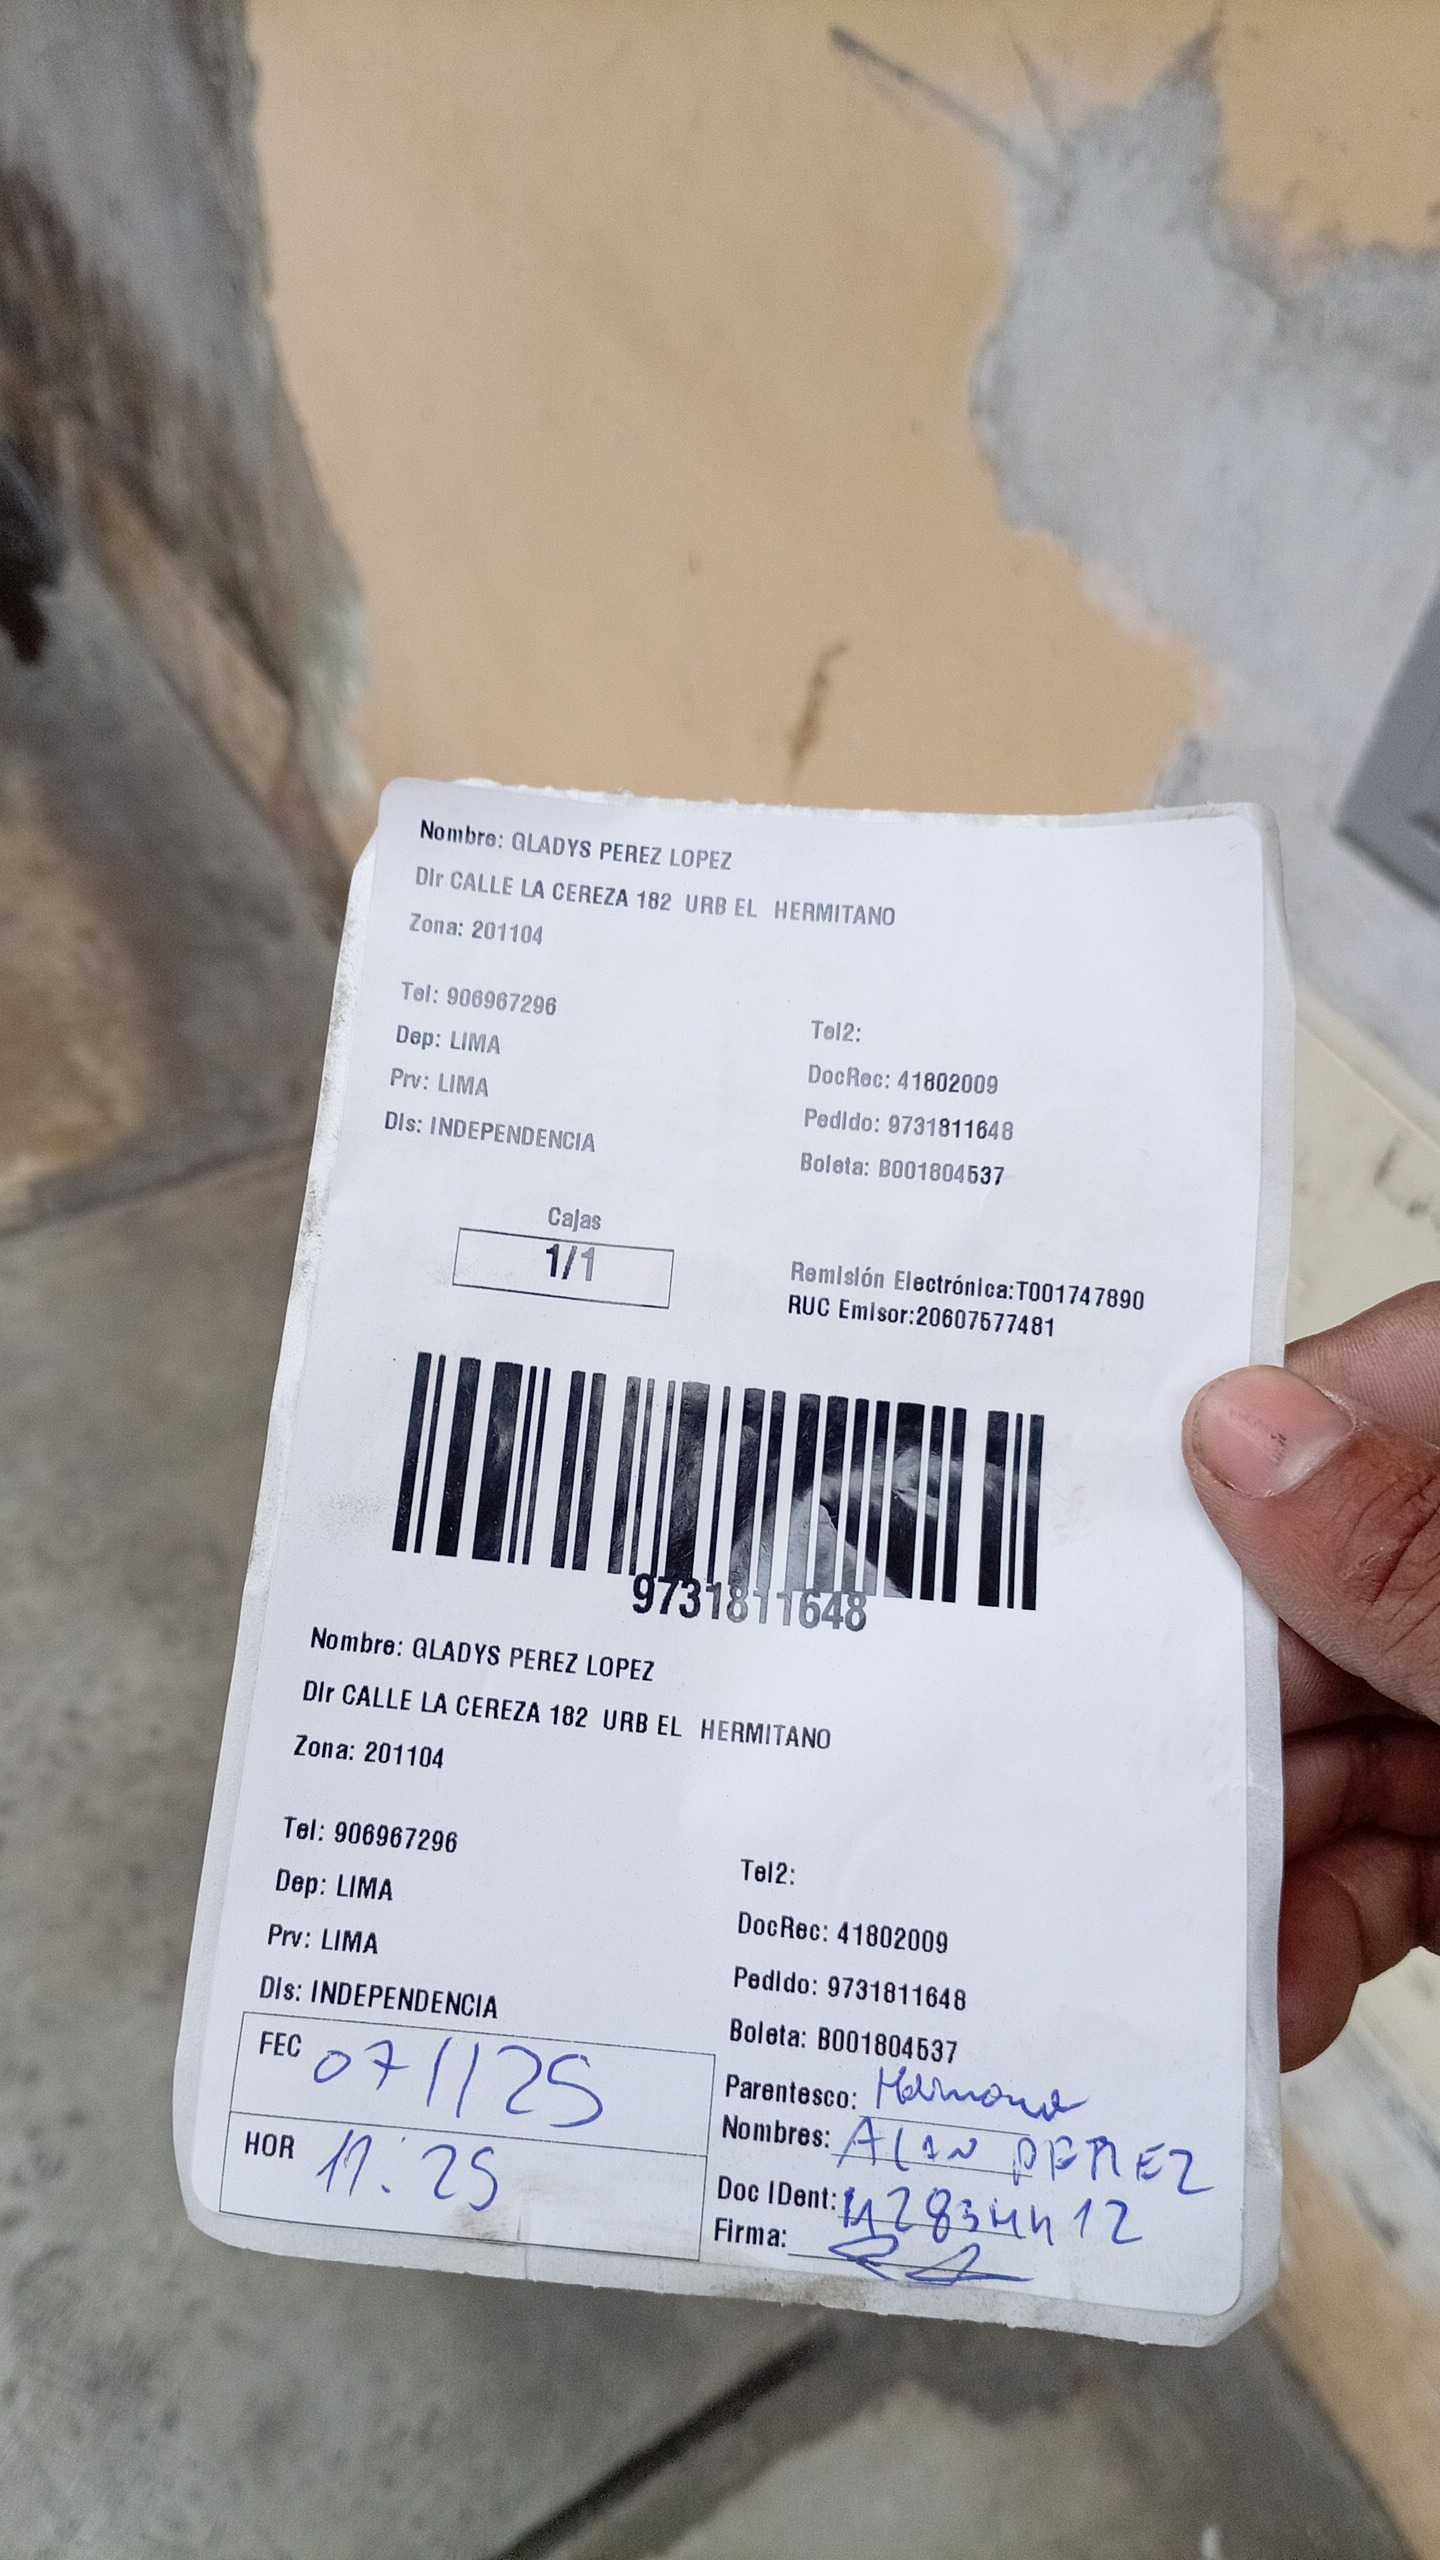 Nombre: GLADYS PEREZ LOPEZ
Dir CALLE LA CEREZA 182 URB EL HERMITANO
Zona: 201104
Tel: 906967296
Tel2:
Dep: LIMA
DocRec: 41802009
Prv: LIMA
Pedido: 9731811648
Dis: INDEPENDENCIA
Boleta: B001804537
Cajas
1/1
Remisión Electrónica:T001747890
RUC Emisor:20607577481
9731811648
Nombre: GLADYS PEREZ LOPEZ
Dir CALLE LA CEREZA 182 URB EL HERMITANO
Zona: 201104
Tel: 906967296
Tel2:
Dep: LIMA
DocRec: 41802009
Prv: LIMA
Pedido: 9731811648
Dis: INDEPENDENCIA
Boleta: B001804537
FEC 07/1/25
Parentesco:
Nombres: ALAN PEREZ
HOR 11:25
Doc IDent:
Firma: